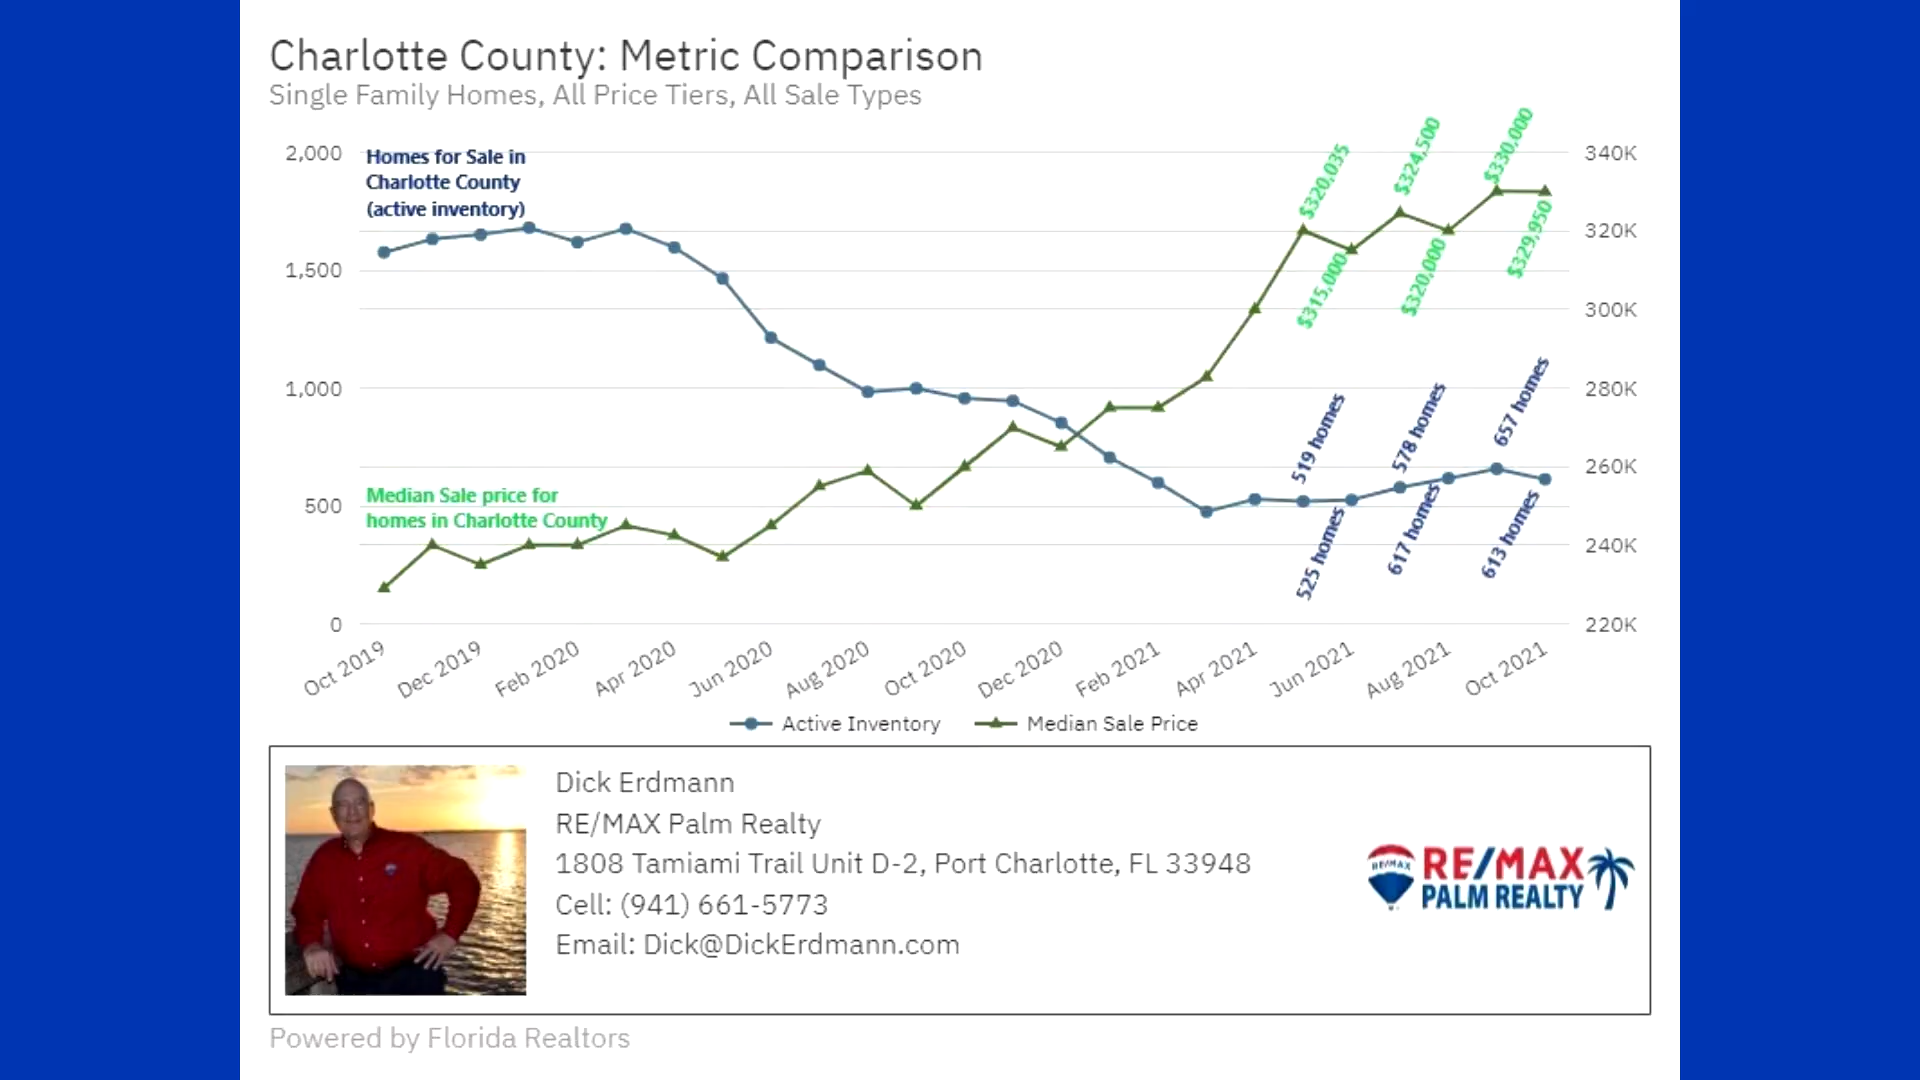 Charlotte County: Metric Comparison
Single Family Homes, All Price Tiers, All Sale Types
2,000
1,500
1,000
500
0
Homes for Sale in
Charlotte County
(active inventory)
Median Sale price for
homes in Charlotte County
$320,035
$315,000
$324,500
$320,000
$330,000
$329,950
519 homes
525 homes
578 homes
617 homes
657 homes
613 homes
340K
320K
300K
280K
260K
240K
220K
Oct 2019
Dec 2019
Feb 2020
Apr 2020
Jun 2020
Aug 2020
Oct 2020
Dec 2020
Feb 2021
Apr 2021
Jun 2021
Aug 2021
Oct 2021
Active Inventory
Median Sale Price
Dick Erdmann
RE/MAX Palm Realty
1808 Tamiami Trail Unit D-2, Port Charlotte, FL 33948
Cell: (941) 661-5773
Email: Dick@DickErdmann.com
RE/MAX
RE/MAX
PALM REALTY
Powered by Florida Realtors